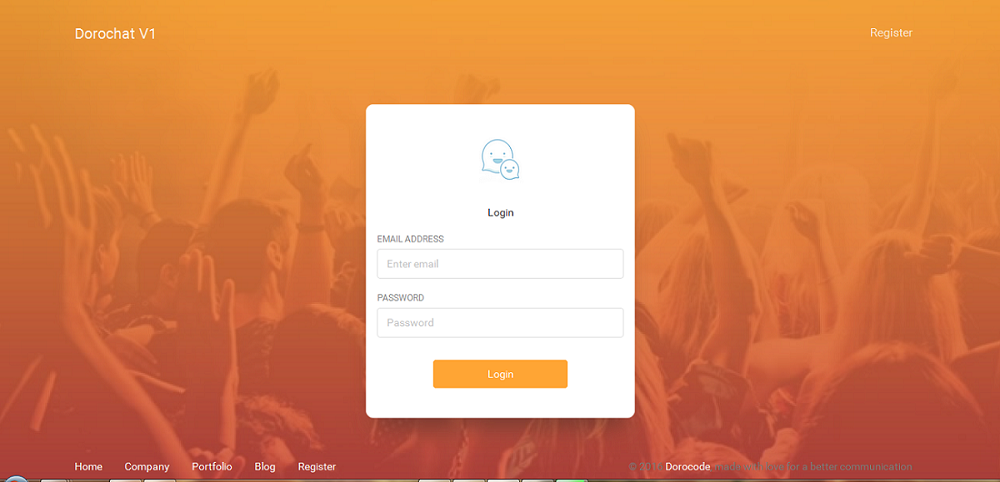 Dorochat V1
Register
Login
EMAIL ADDRESS
Enter email
PASSWORD
Password
Login
Home Company Portfolio Blog Register
© Dorocode, made with love for a better communication